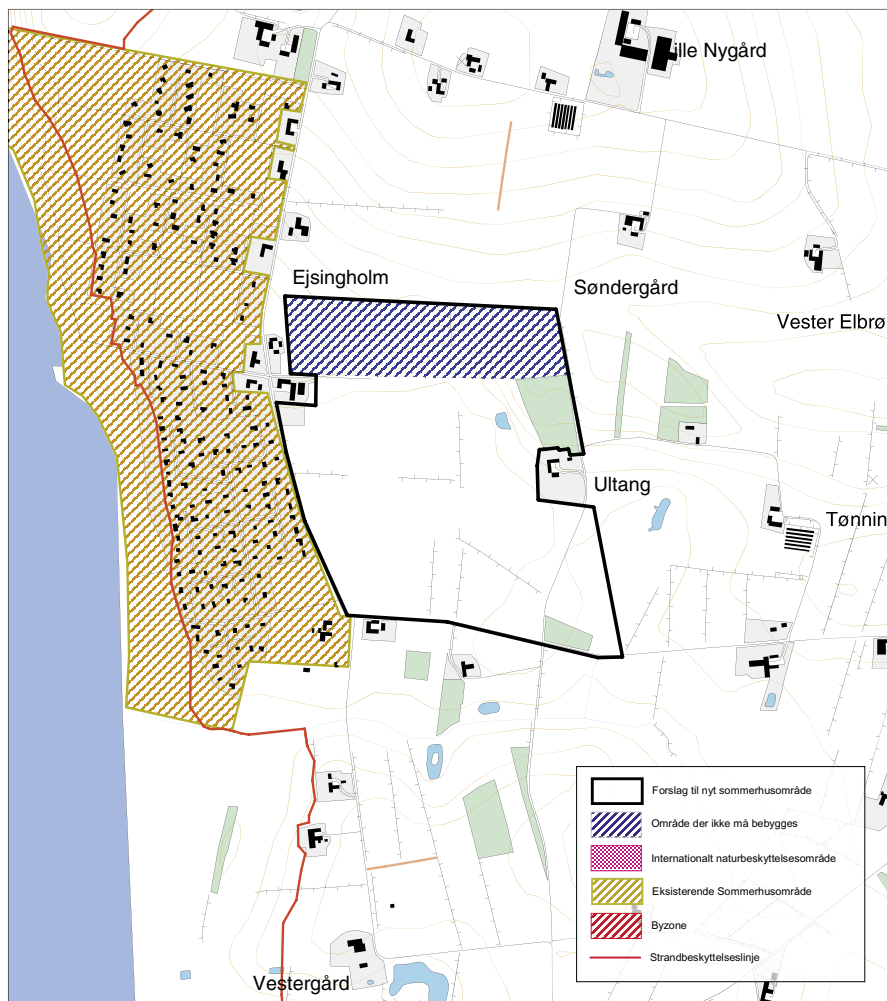 Lille Nygård
Ejsingholm
Søndergård
Vester Elbrø
Ultang
Tønnin
Vestergård
Forslag til nyt sommerhusområde
Område der ikke må bebygges
Internationalt naturbeskyttelsesområde
Eksisterende Sommerhusområde
Byzone
Strandbeskyttelseslinje